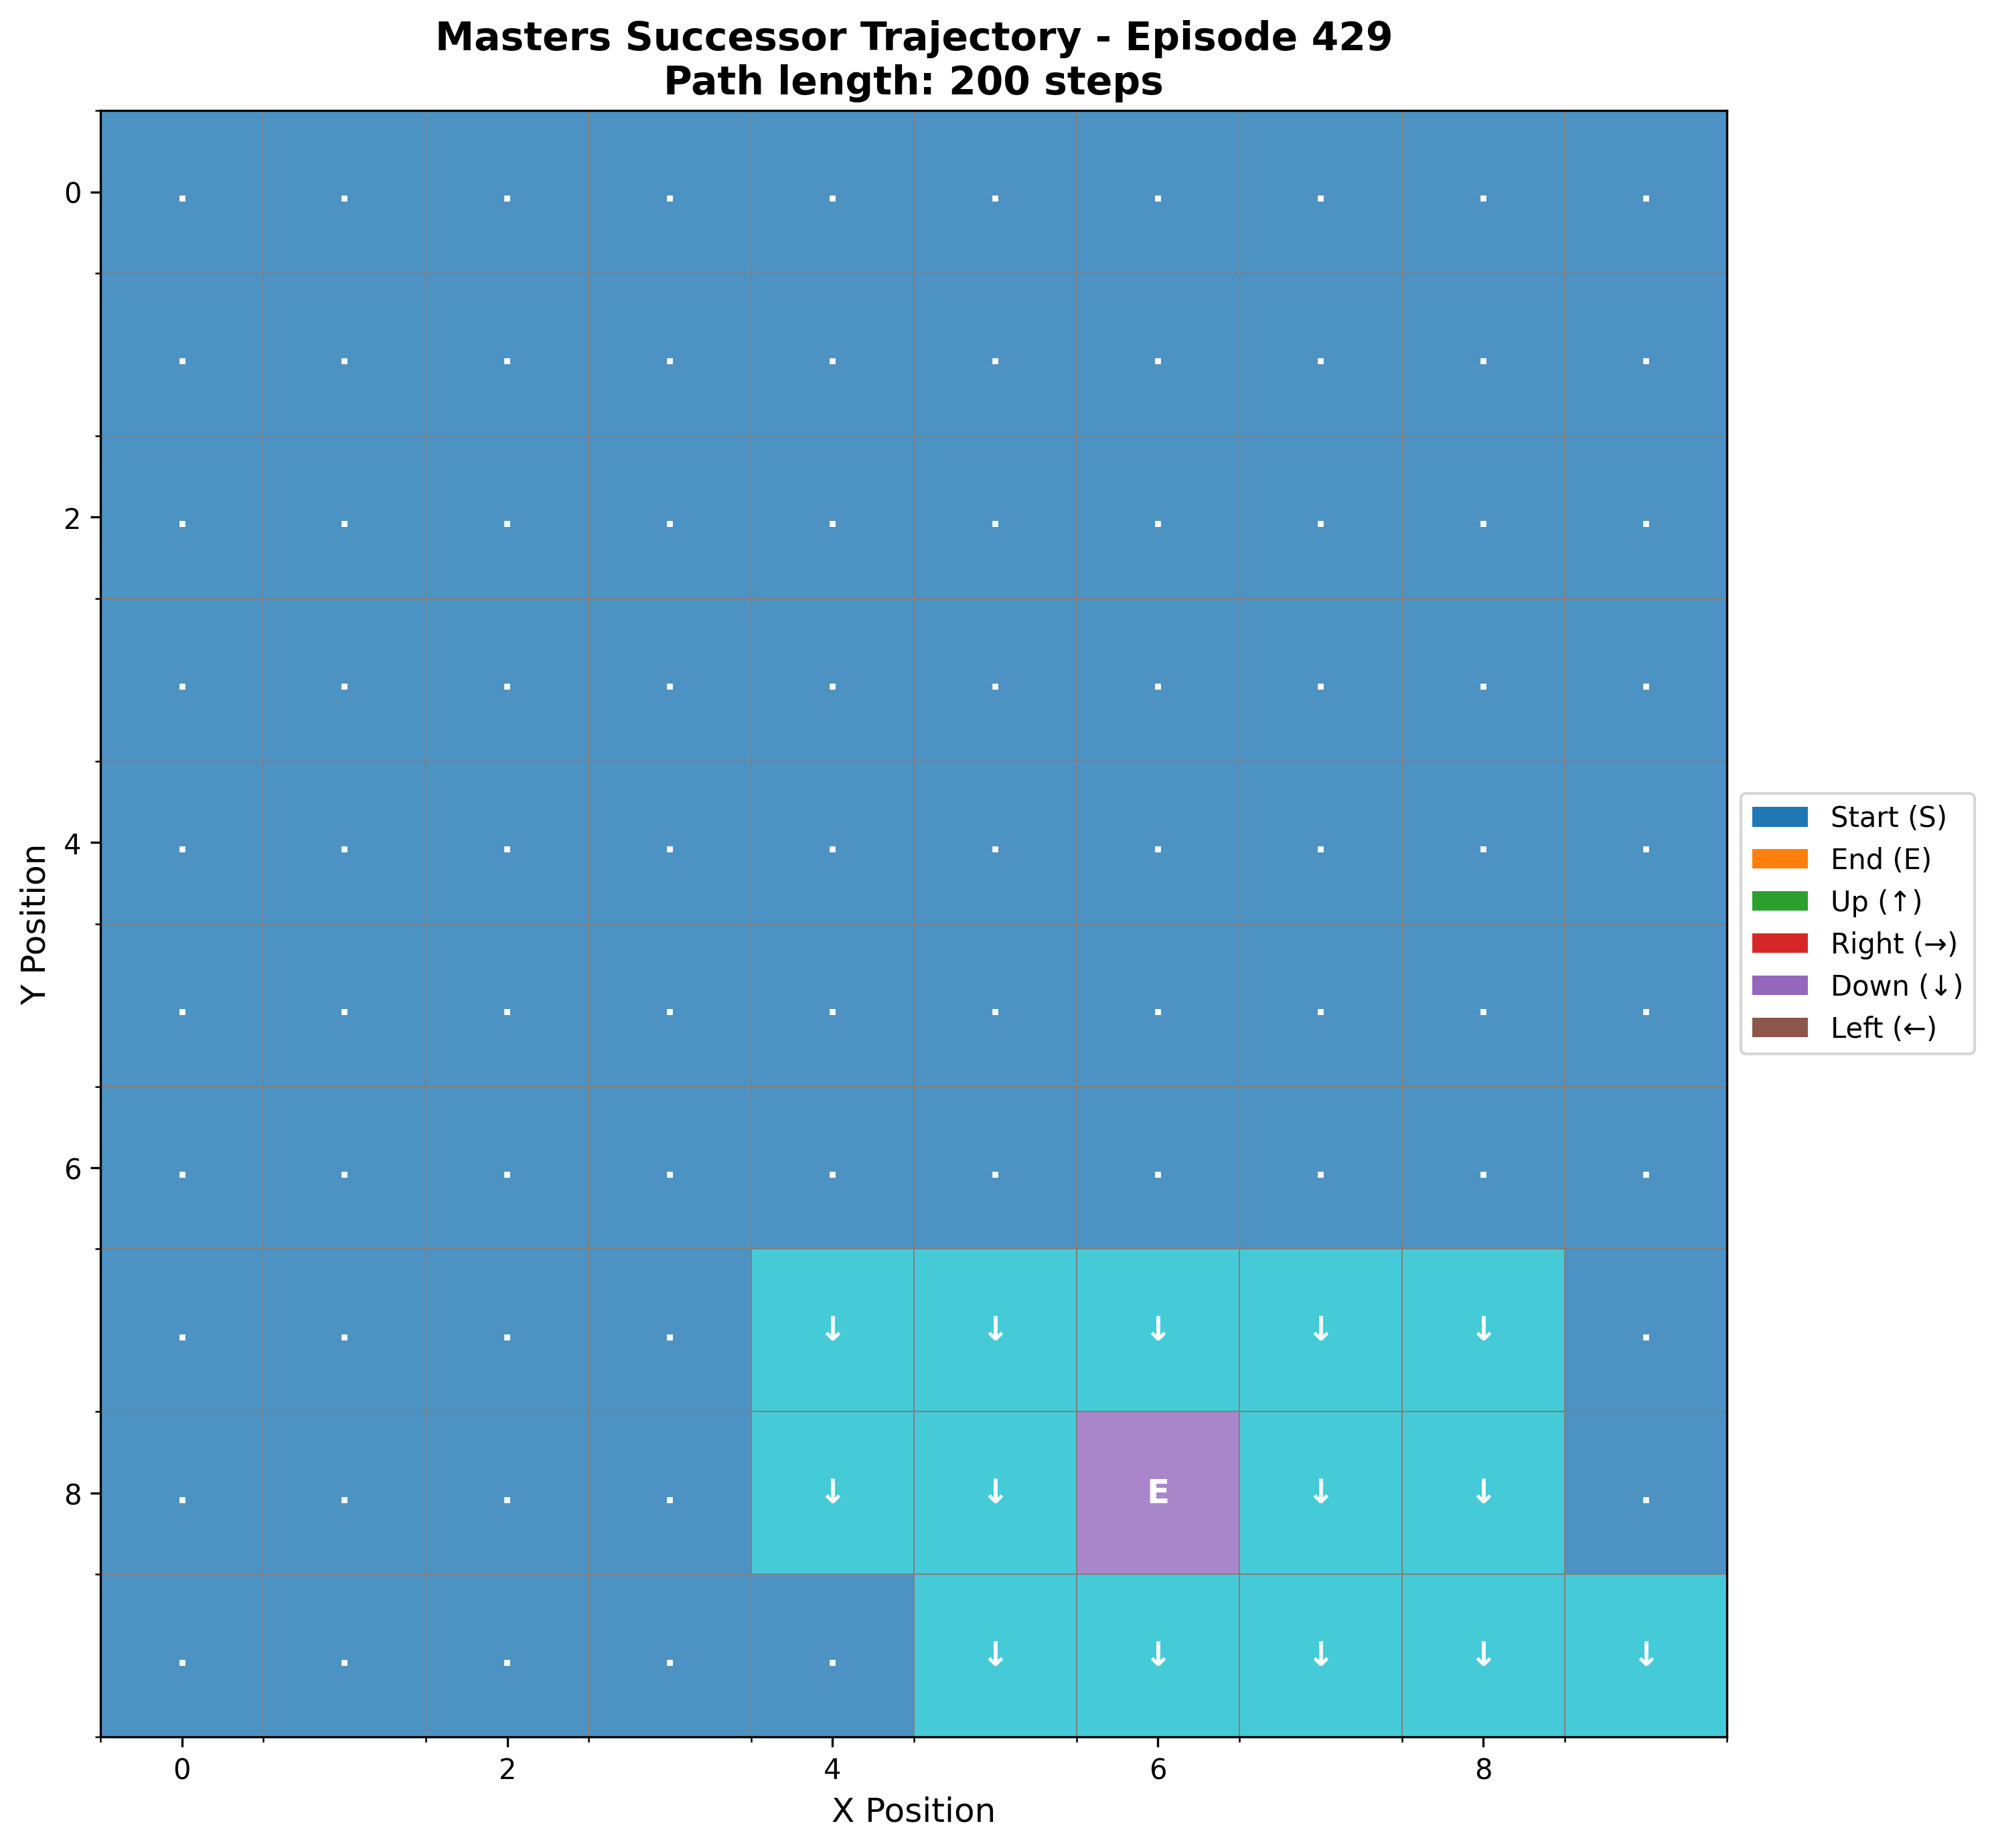 Masters Successor Trajectory - Episode 429
Path length: 200 steps
0
. . . . . . . . . .
. . . . . . . . . .
2
. . . . . . . . . .
. . . . . . . . . .
4
. . . . . . . . . .
. . . . . . . . . .
6
. . . . . . . . . .
. . . . ↓ ↓ ↓ ↓ ↓ .
8
. . . . ↓ ↓ E ↓ ↓ .
. . . . . ↓ ↓ ↓ ↓ ↓
0 2 4 6 8
X Position
Y Position
Start (S)
End (E)
Up (↑)
Right (→)
Down (↓)
Left (←)